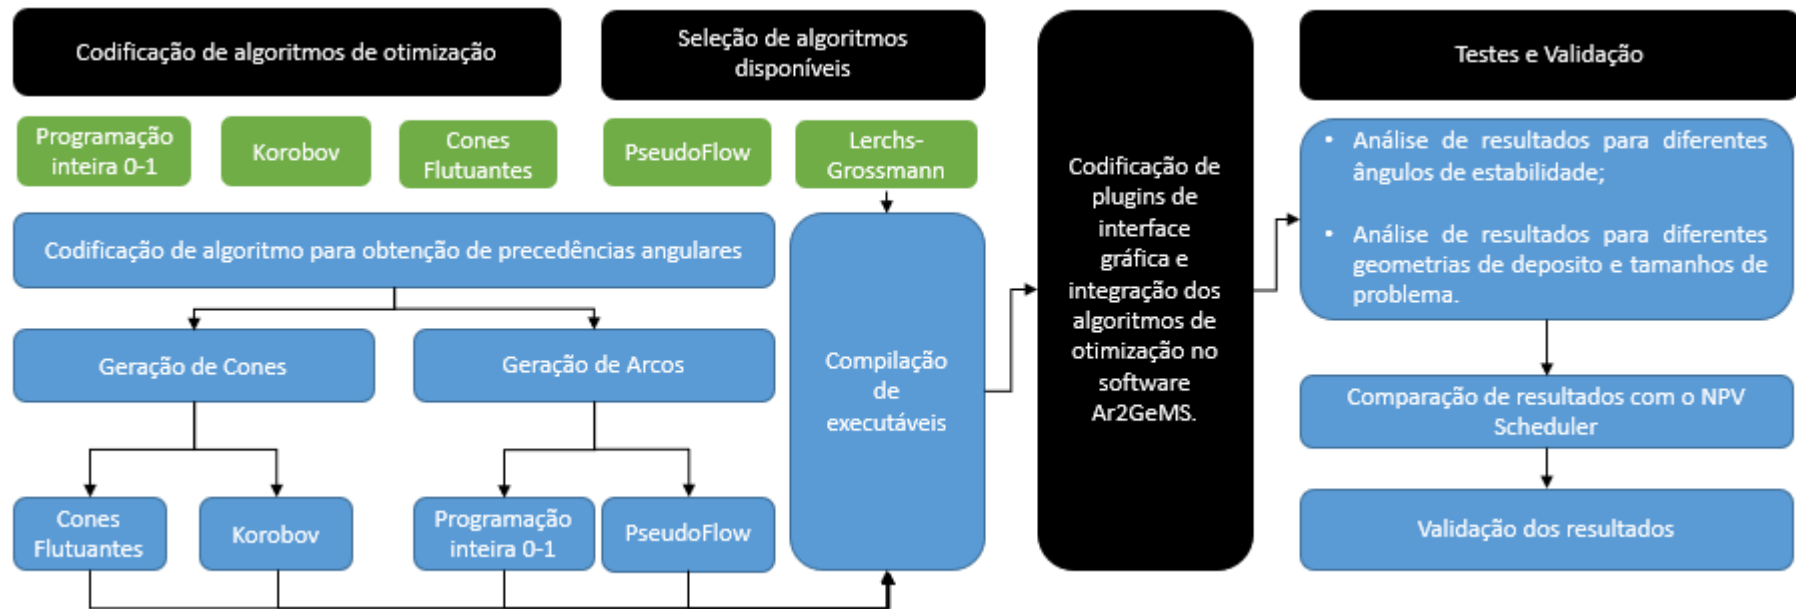 Codificação de algoritmos de otimização
Seleção de algoritmos
disponíveis
Testes e Validação
Programação
inteira 0-1
Korobov
Cones
Flutuantes
PseudoFlow
Lerchs-
Grossmann
Codificação de algoritmo para obtenção de precedências angulares
Geração de Cones
Geração de Arcos
Cones
Flutuantes
Korobov
Programação
inteira 0-1
PseudoFlow
Compilação
de
executáveis
Codificação de
plugins de
interface
gráfica e
integração dos
algoritmos de
otimização no
software
Ar2GeMS.
• Análise de resultados para diferentes
ângulos de estabilidade;
• Análise de resultados para diferentes
geometrias de deposito e tamanhos de
problema.
Comparação de resultados com o NPV
Scheduler
Validação dos resultados